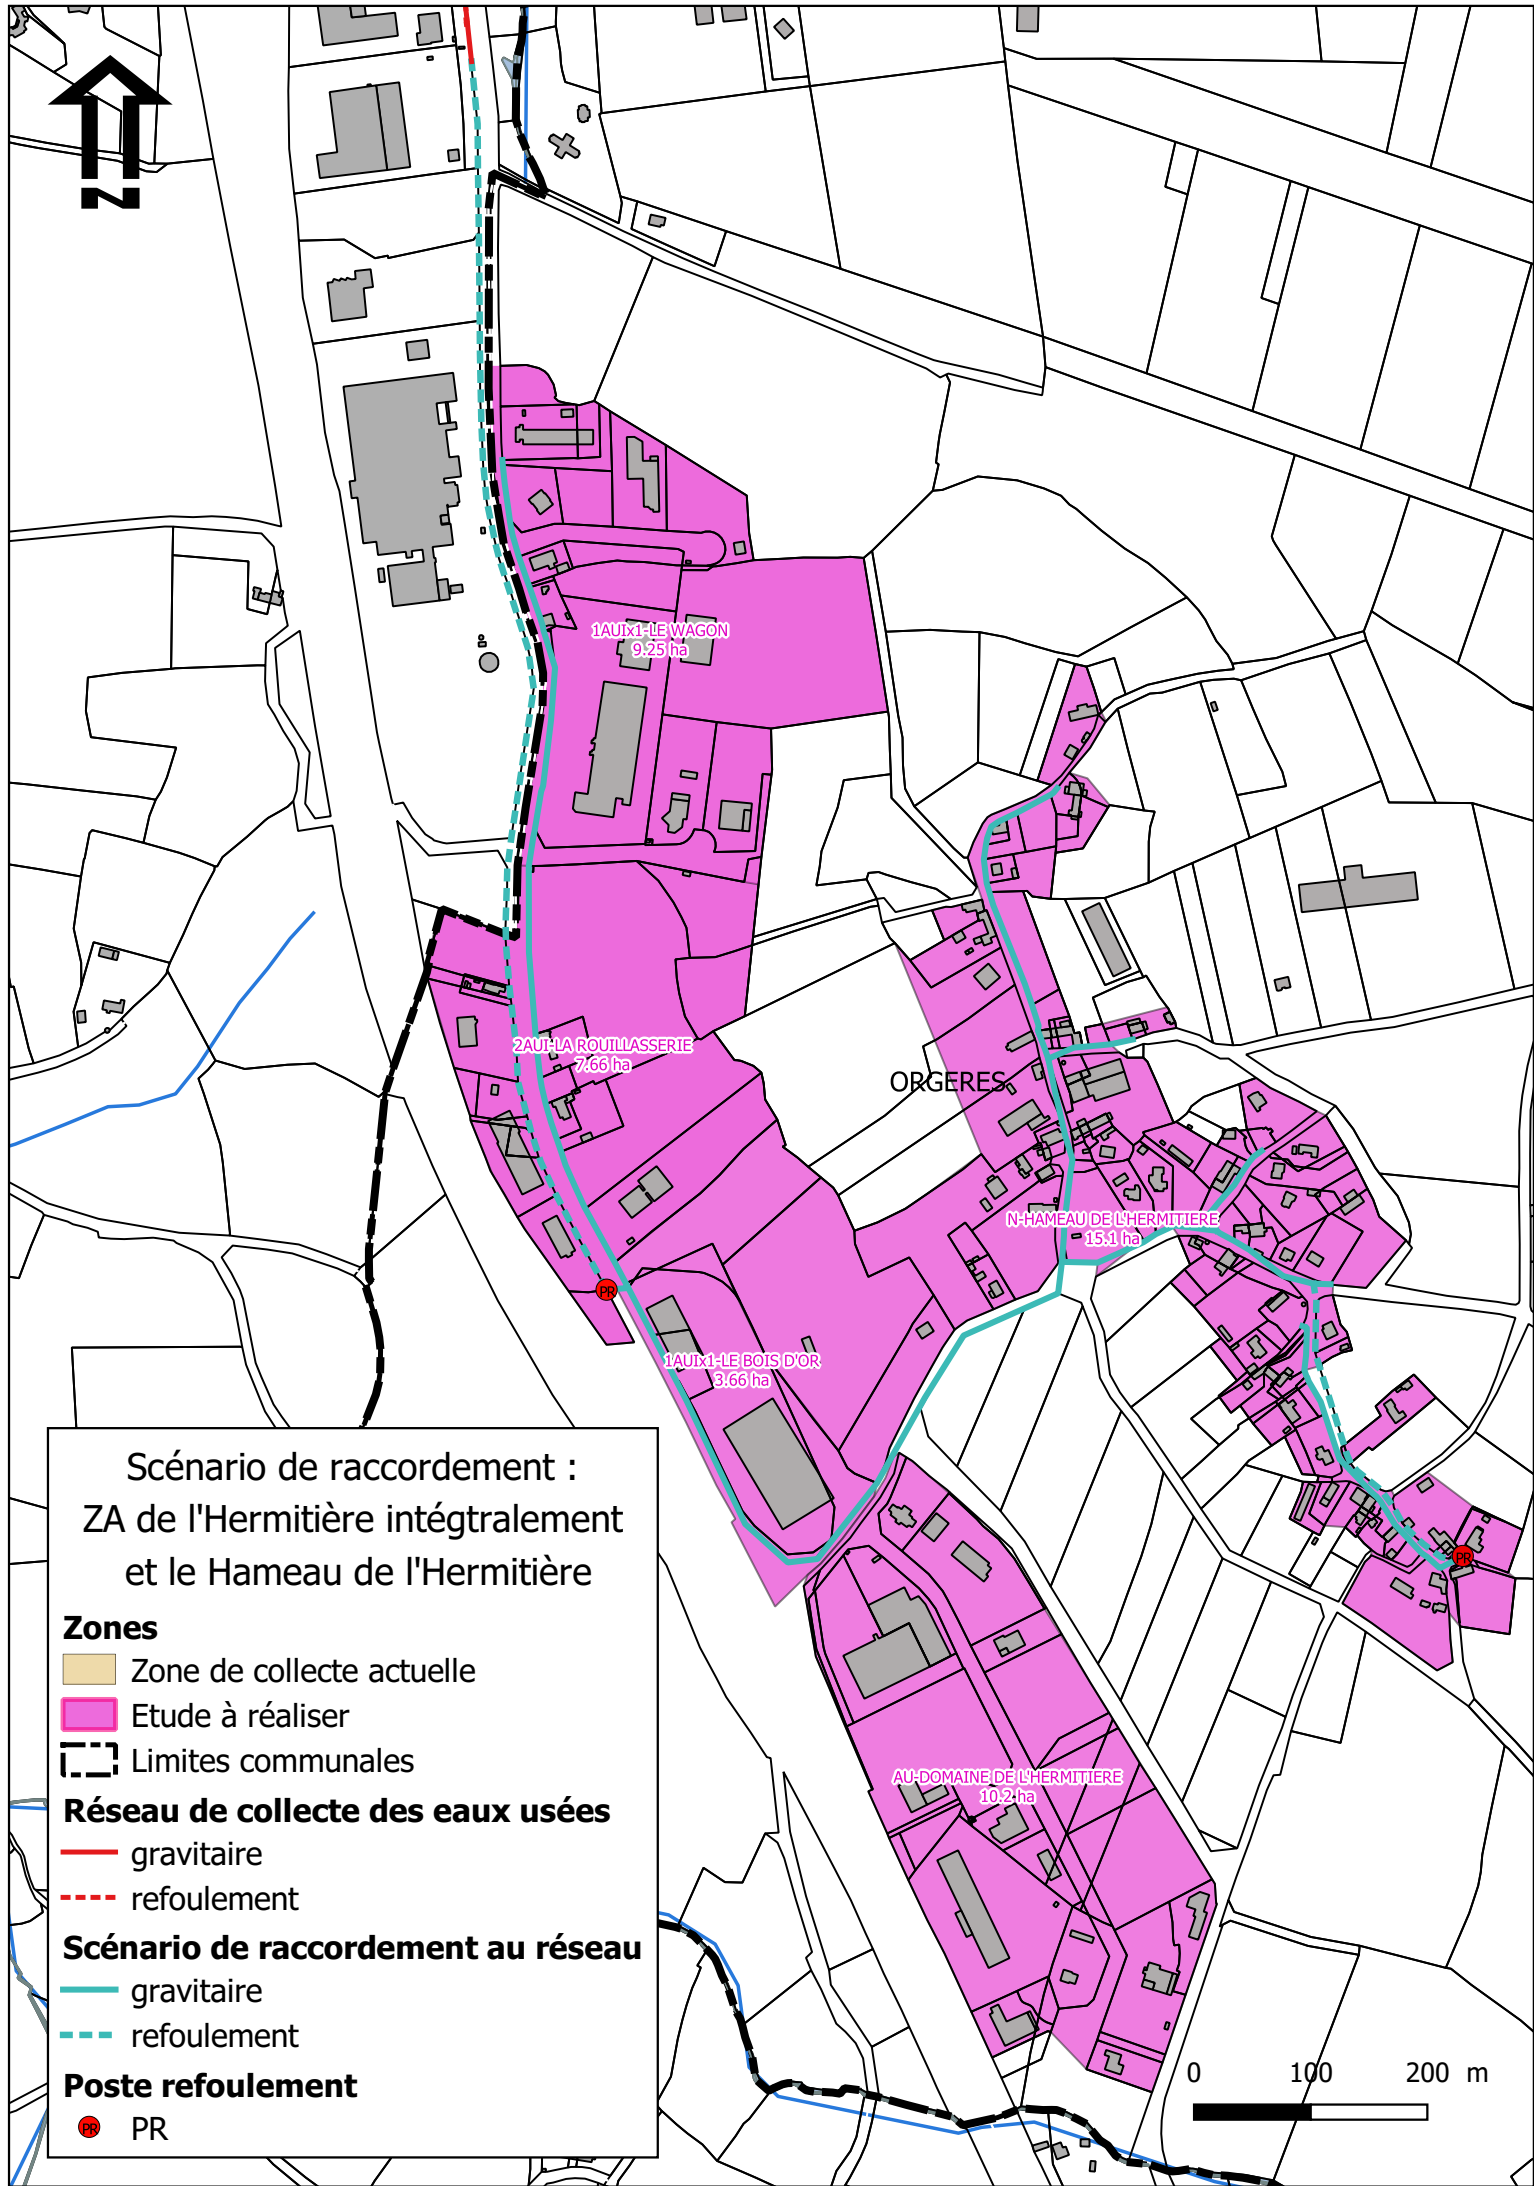 N
1AUIx1-LE WAGON
9.25 ha
2AUI-LA ROUILLASSERIE
7.66 ha
ORGERES
N-HAMEAU DE L'HERMITIERE
15.1 ha
PR
1AUIx1-LE BOIS D'OR
3.66 ha
PR
AU-DOMAINE DE L'HERMITIERE
10.2 ha
Scénario de raccordement :
ZA de l'Hermitière intégtralement
et le Hameau de l'Hermitière
Zones
Zone de collecte actuelle
Etude à réaliser
Limites communales
Réseau de collecte des eaux usées
gravitaire
refoulement
Scénario de raccordement au réseau
gravitaire
refoulement
Poste refoulement
PR PR
0 100 200 m